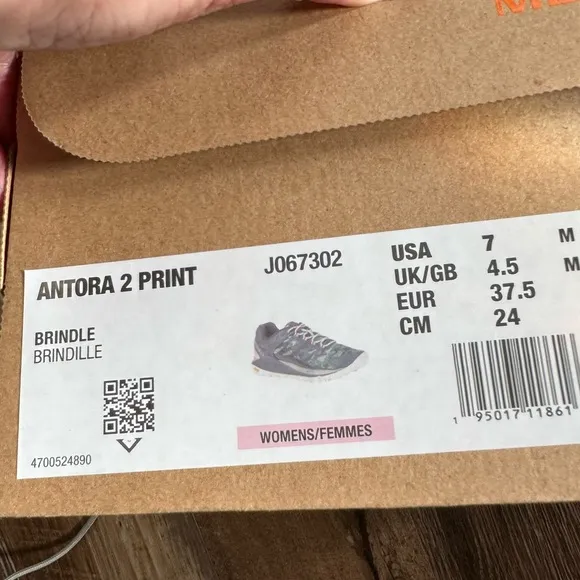 ANTORA 2 PRINT
J067302
USA 7 M
UK/GB 4.5 M
EUR 37.5
CM 24
BRINDLE
BRINDILLE
WOMENS/FEMMES
4700524890
1 95017 11861